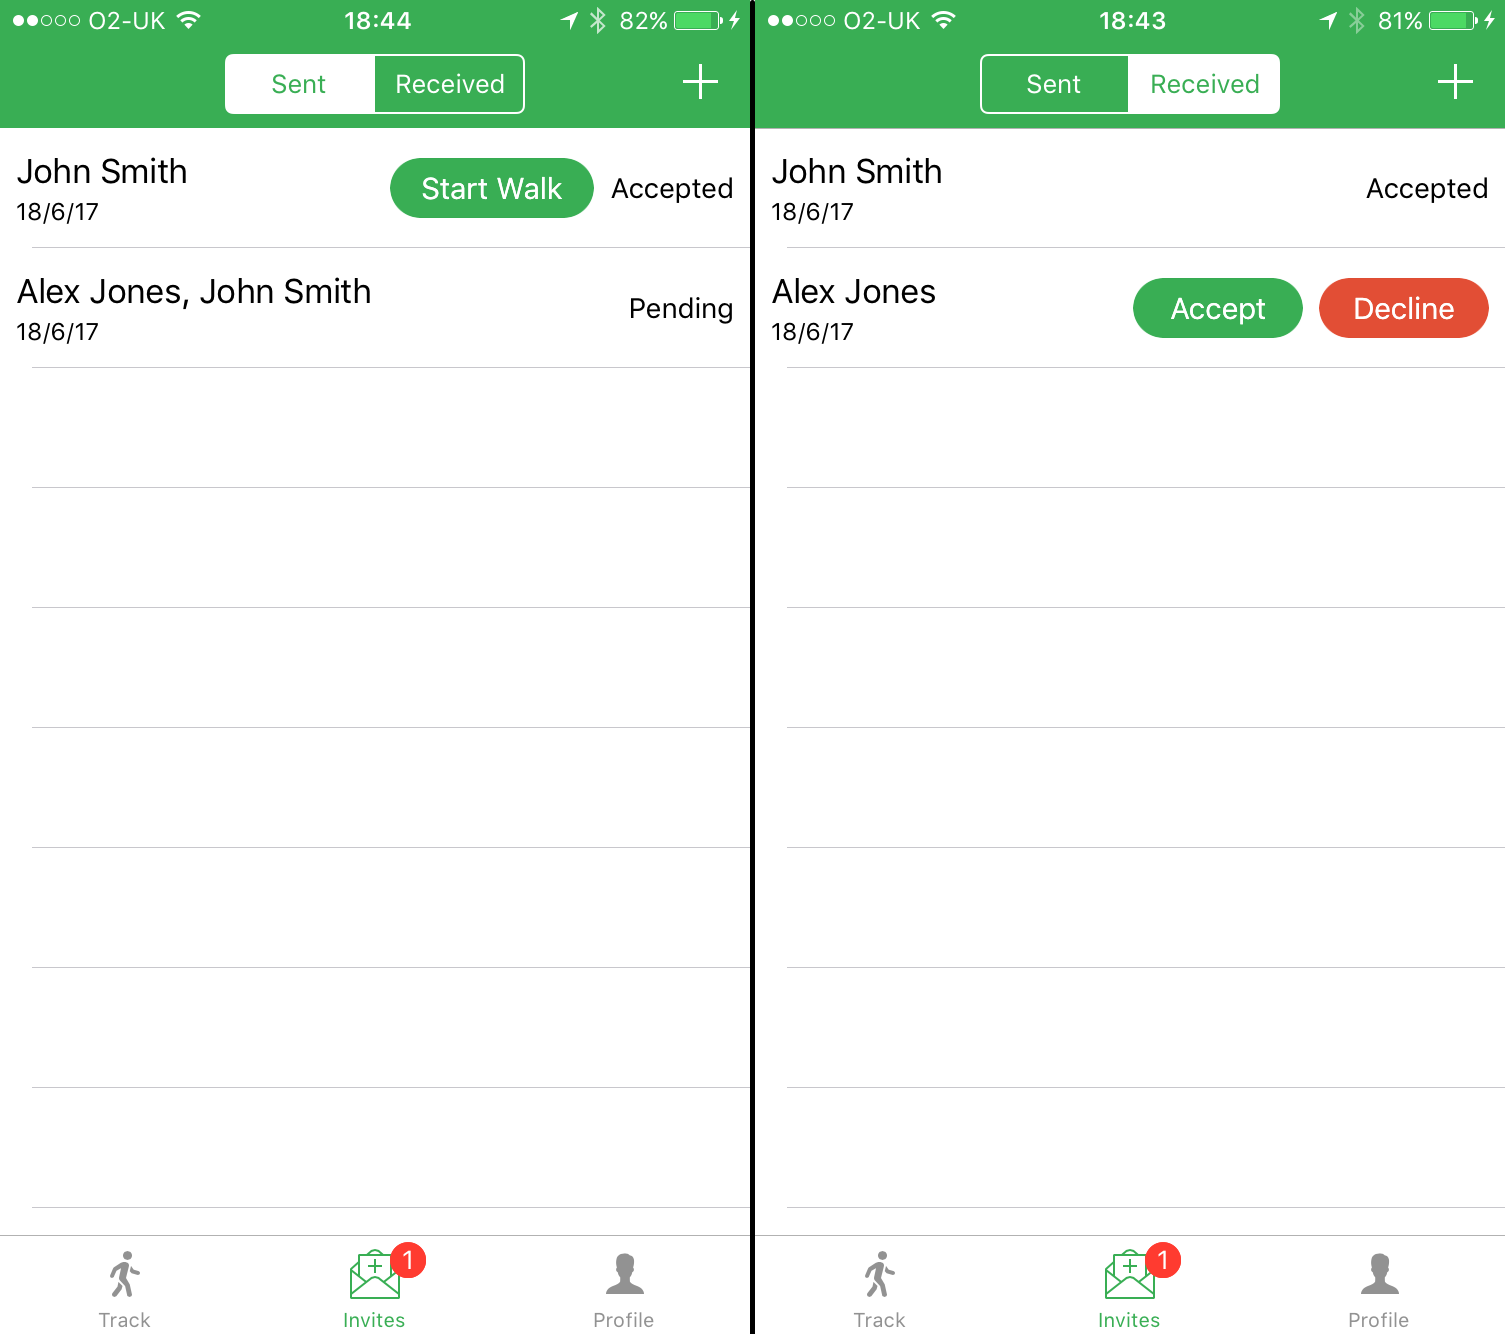 O2-UK 18:44 82%
Sent Received +
John Smith
18/6/17
Start Walk Accepted
Alex Jones, John Smith
18/6/17
Pending
1
Track Invites Profile
O2-UK 18:43 81%
Sent Received +
John Smith
18/6/17
Accepted
Alex Jones
18/6/17
Accept Decline
1
Track Invites Profile